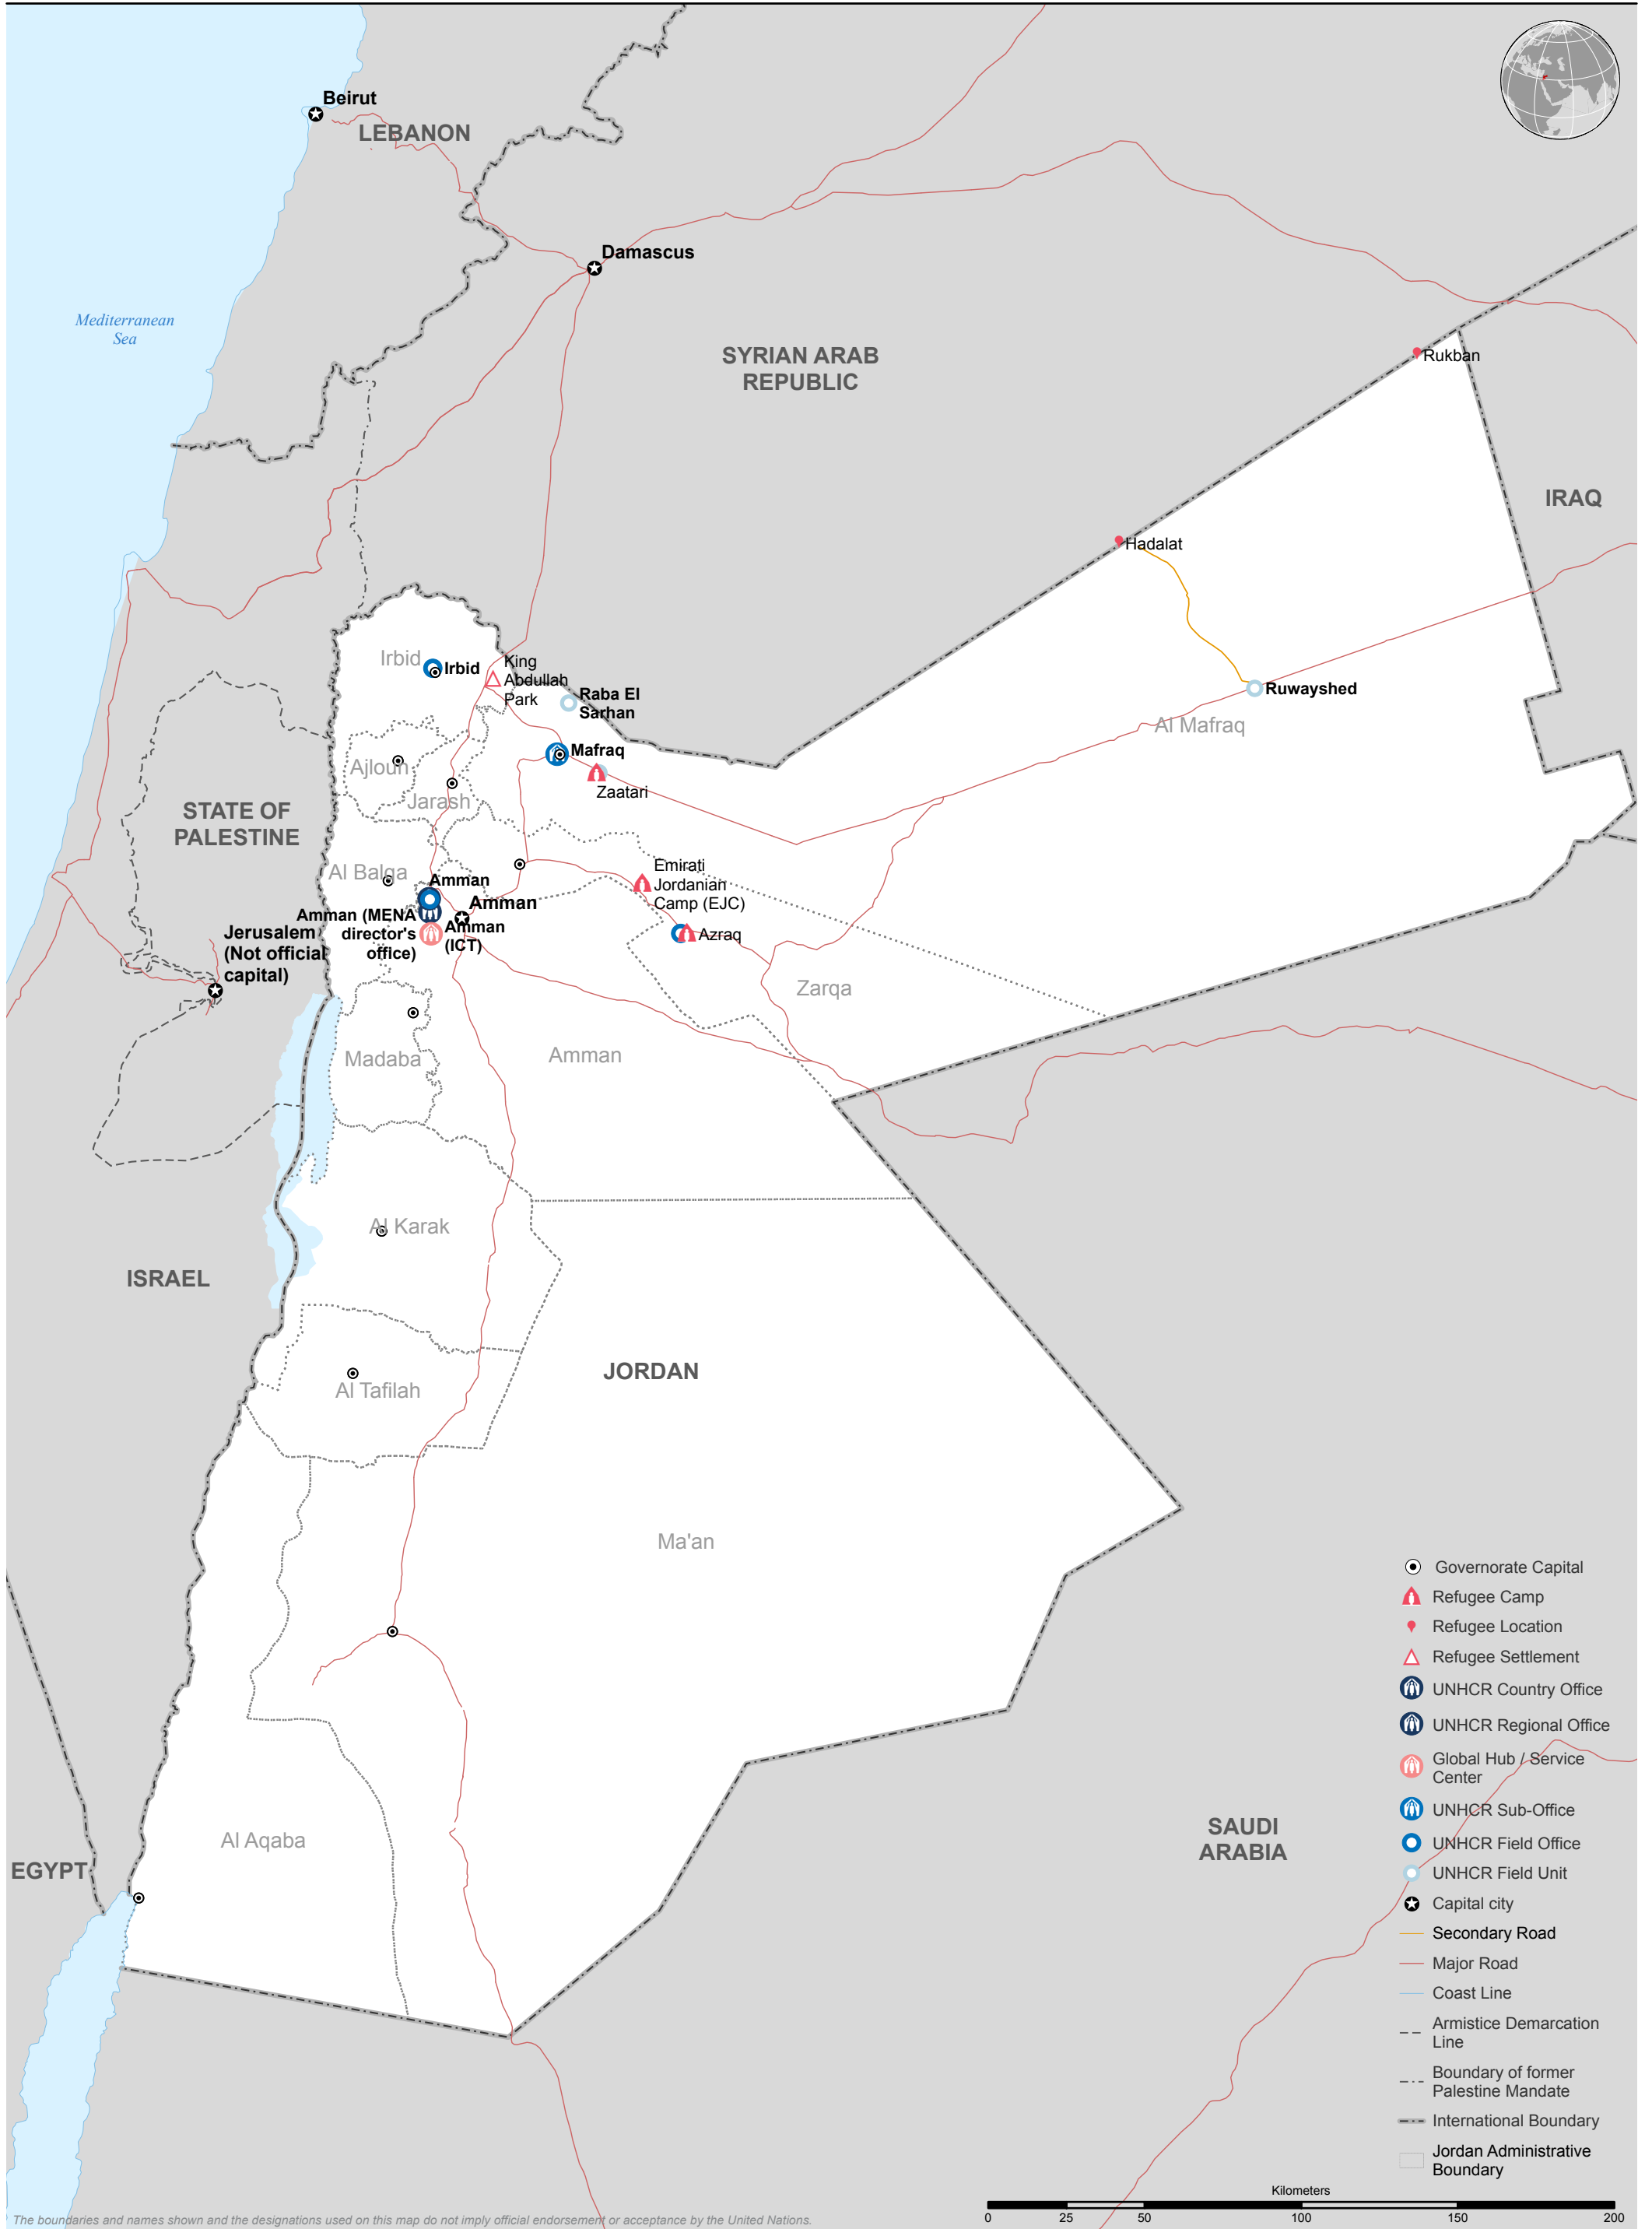 Beirut
LEBANON
Damascus
Mediterranean
Sea
SYRIAN ARAB
REPUBLIC
Rukban
IRAQ
Hadalat
Irbid
Irbid
King
Abdullah
Park
Raba El
Sarhan
Ruwayshed
Al Mafraq
Mafraq
Ajloun
Zaatari
Jarash
STATE OF
PALESTINE
Al Balqa
Emirati
Jordanian
Camp (EJC)
Amman
Amman
Amman (MENA
director's
office)
Amman
(ICT)
Azraq
Jerusalem
(Not official
capital)
Zarqa
Madaba
Amman
Al Karak
ISRAEL
JORDAN
Al Tafilah
Ma'an
Al Aqaba
EGYPT
SAUDI
ARABIA
Governorate Capital
Refugee Camp
Refugee Location
Refugee Settlement
UNHCR Country Office
UNHCR Regional Office
Global Hub / Service
Center
UNHCR Sub-Office
UNHCR Field Office
UNHCR Field Unit
Capital city
Secondary Road
Major Road
Coast Line
Armistice Demarcation
Line
Boundary of former
Palestine Mandate
International Boundary
Jordan Administrative
Boundary
Kilometers
0 25 50 100 150 200
The boundaries and names shown and the designations used on this map do not imply official endorsement or acceptance by the United Nations.